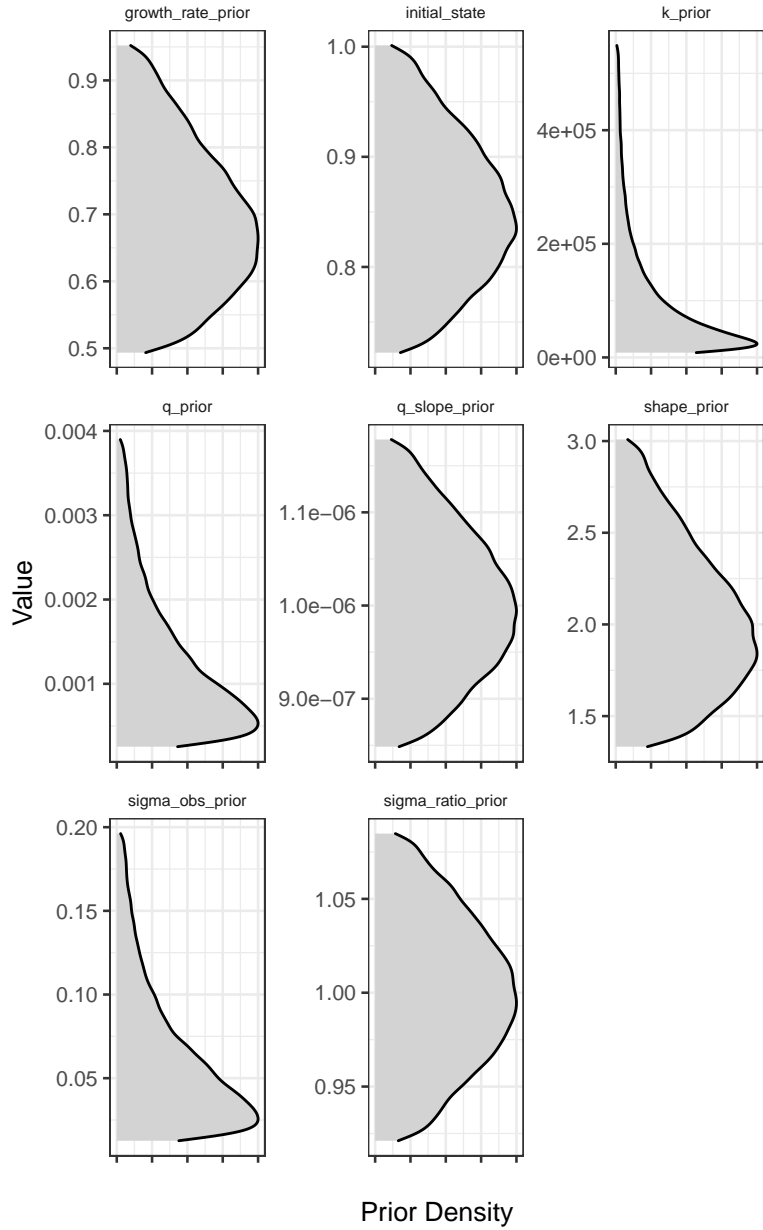 growth_rate_prior
initial_state
k_prior
0.9
0.8
0.7
0.6
0.5
1.0
0.9
0.8
4e+05
2e+05
0e+00
q_prior
q_slope_prior
shape_prior
0.004
0.003
0.002
0.001
1.1e−06
1.0e−06
9.0e−07
3.0
2.5
2.0
1.5
Value
sigma_obs_prior
sigma_ratio_prior
0.20
0.15
0.10
0.05
1.05
1.00
0.95
Prior Density